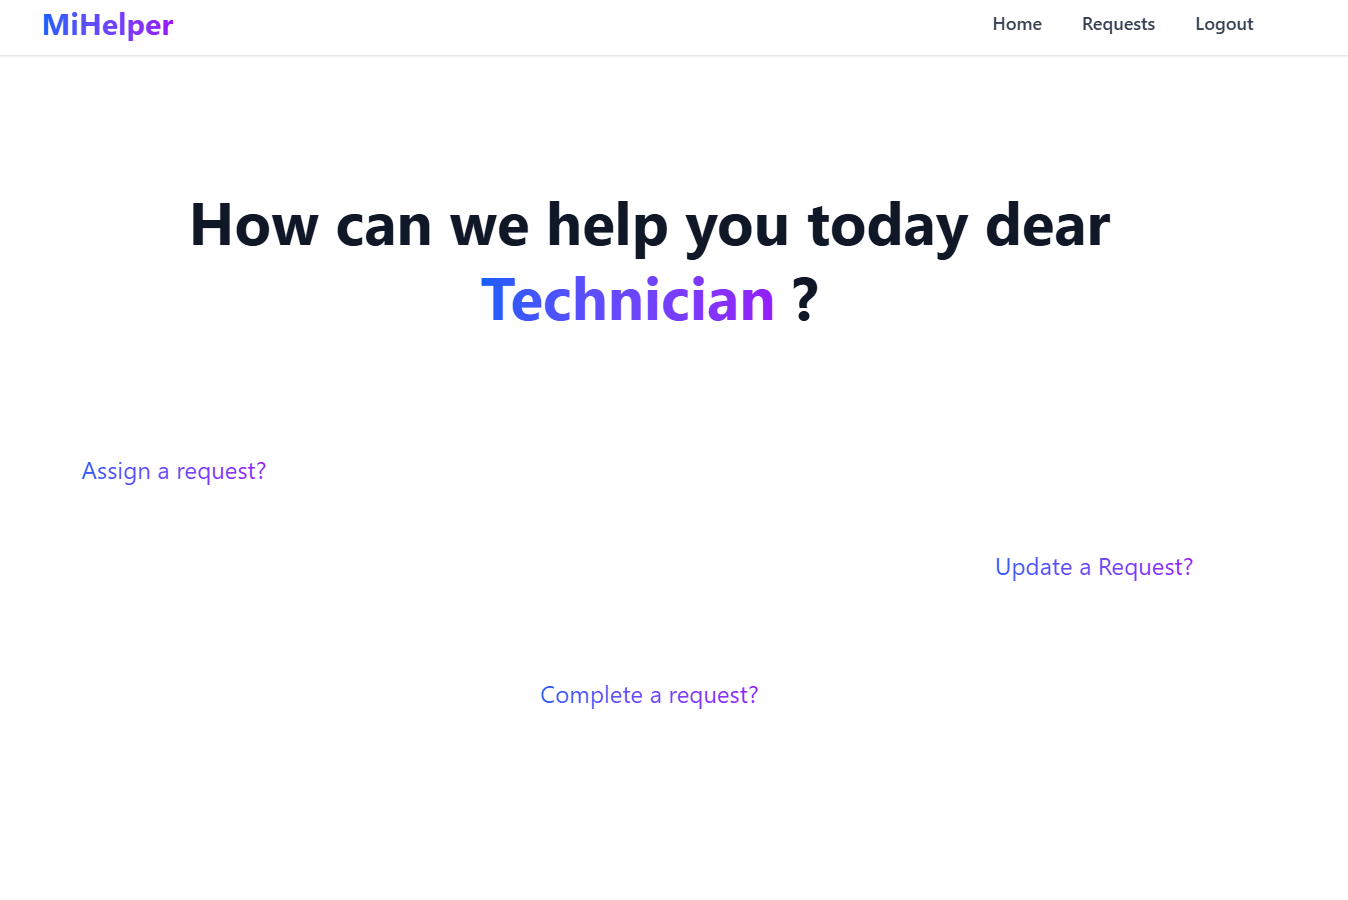 MiHelper
Home
Requests
Logout
How can we help you today dear
Technician ?
Assign a request?
Update a Request?
Complete a request?